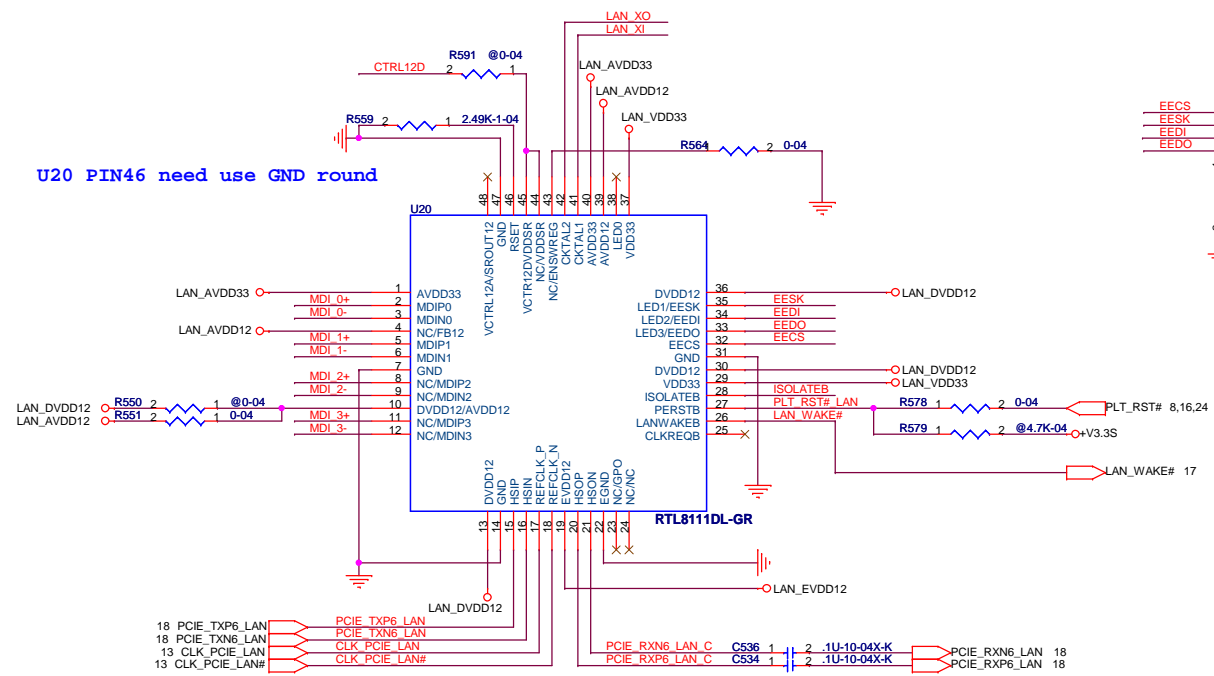 LAN_XO
LAN_XI
R591 @0-04
CTRL12D 2 1
LAN_AVDD33
LAN_AVDD12
LAN_VDD33
R559 2 1 2.49K-1-04
R564 1 2 0-04
EECS
EESK
EEDI
EEDO
U20 PIN46 need use GND round
48 47 46 45 44 43 42 41 40 39 38 37
U20
VCTRL12A/SROUT12
GND
RSET
VCTR12DVDDSR
NC/VDDSR
NC/ENSWREG
CKTAL2
CKTAL1
AVDD33
AVDD12
LED0
VDD33
LAN_AVDD33 1 AVDD33
MDI_0+ 2 MDIP0
MDI_0- 3 MDIN0
LAN_AVDD12 4 NC/FB12
MDI_1+ 5 MDIP1
MDI_1- 6 MDIN1
7 GND
MDI_2+ 8 NC/MDIP2
MDI_2- 9 NC/MDIN2
LAN_DVDD12 R550 2 1 @0-04 10 DVDD12/AVDD12
LAN_AVDD12 R551 2 1 0-04
MDI_3+ 11 NC/MDIP3
MDI_3- 12 NC/MDIN3
DVDD12 36 LAN_DVDD12
LED1/EESK 35 EESK
LED2/EEDI 34 EEDI
LED3/EEDO 33 EEDO
EECS 32 EECS
GND 31
DVDD12 30 LAN_DVDD12
VDD33 29 LAN_VDD33
ISOLATEB 28 ISOLATEB
PERSTB 27 PLT_RST#_LAN R578 1 2 0-04 PLT_RST# 8,16,24
LANWAKEB 26 LAN_WAKE#
CLKREQB 25 R579 1 2 @4.7K-04 +V3.3S
LAN_WAKE# 17
DVDD12
GND
HSIP
HSIN
REFCLK_P
REFCLK_N
EVDD12
HSOP
HSON
EGND
NC/GPO
NC/NC
RTL8111DL-GR
13 14 15 16 17 18 19 20 21 22 23 24
LAN_EVDD12
LAN_DVDD12
18 PCIE_TXP6_LAN PCIE_TXP6_LAN
18 PCIE_TXN6_LAN PCIE_TXN6_LAN
13 CLK_PCIE_LAN CLK_PCIE_LAN
13 CLK_PCIE_LAN# CLK_PCIE_LAN#
PCIE_RXN6_LAN_C C536 1 2 .1U-10-04X-K PCIE_RXN6_LAN 18
PCIE_RXP6_LAN_C C534 1 2 .1U-10-04X-K PCIE_RXP6_LAN 18